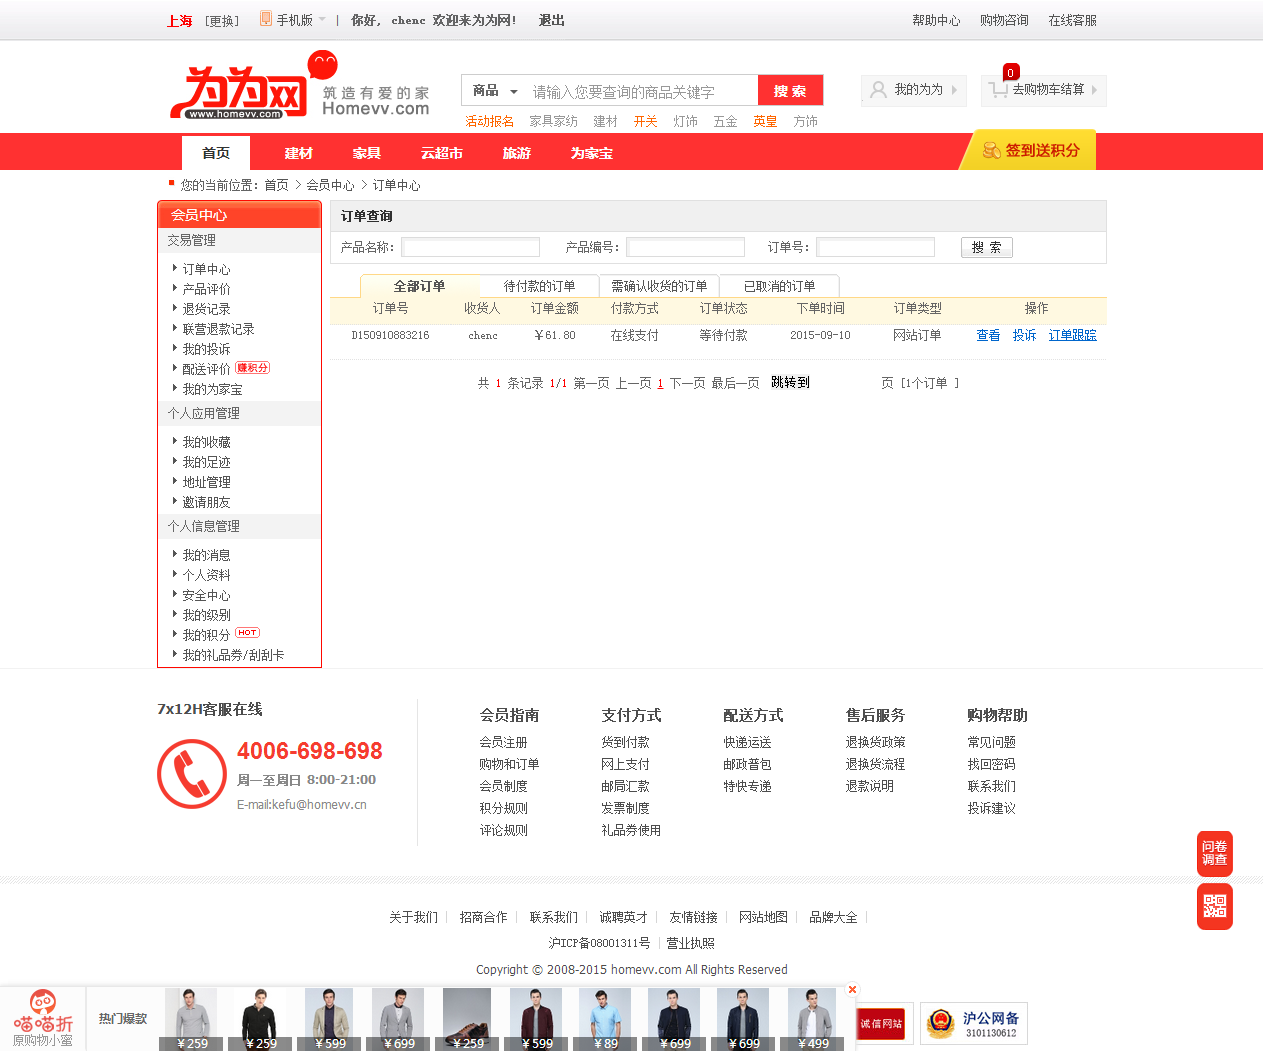 上海 [更换] 手机版 | 你好, chenc 欢迎来为为网! 退出 帮助中心 购物咨询 在线客服
为为网 www.homevv.com 筑造有爱的家 Homevv.com
商品 请输入您要查询的商品关键字 搜 索 我的为为 0 去购物车结算
活动报名 家具家纺 建材 开关 灯饰 五金 英皇 方饰
首页 建材 家具 云超市 旅游 为家宝 签到送积分
您的当前位置: 首页 > 会员中心 > 订单中心
会员中心
交易管理
订单中心
产品评价
退货记录
联营退款记录
我的投诉
配送评价 赚积分
我的为家宝
个人应用管理
我的收藏
我的足迹
地址管理
邀请朋友
个人信息管理
我的消息
个人资料
安全中心
我的级别
我的积分 HOT
我的礼品券/刮刮卡
订单查询
产品名称: 产品编号: 订单号: 搜 索
全部订单 待付款的订单 需确认收货的订单 已取消的订单
订单号 收货人 订单金额 付款方式 订单状态 下单时间 订单类型 操作
D150910883216 chenc ￥61.80 在线支付 等待付款 2015-09-10 网站订单 查看 投诉 订单跟踪
共 1 条记录 1/1 第一页 上一页 1 下一页 最后一页 跳转到 页 [1个订单 ]
7x12H客服在线
4006-698-698
周一至周日 8:00-21:00
E-mail:kefu@homevv.cn
会员指南
会员注册
购物和订单
会员制度
积分规则
评论规则
支付方式
货到付款
网上支付
邮局汇款
发票制度
礼品券使用
配送方式
快递运送
邮政普包
特快专递
售后服务
退换货政策
退换货流程
退款说明
购物帮助
常见问题
找回密码
联系我们
投诉建议
问卷
调查
关于我们 招商合作 联系我们 诚聘英才 友情链接 网站地图 品牌大全
沪ICP备08001311号 营业执照
Copyright © 2008-2015 homevv.com All Rights Reserved
喵喵折
原购物小蜜
热门爆款
￥259 ￥259 ￥599 ￥699 ￥259 ￥599 ￥89 ￥699 ￥699 ￥499
诚信网站
沪公网备
3101130612